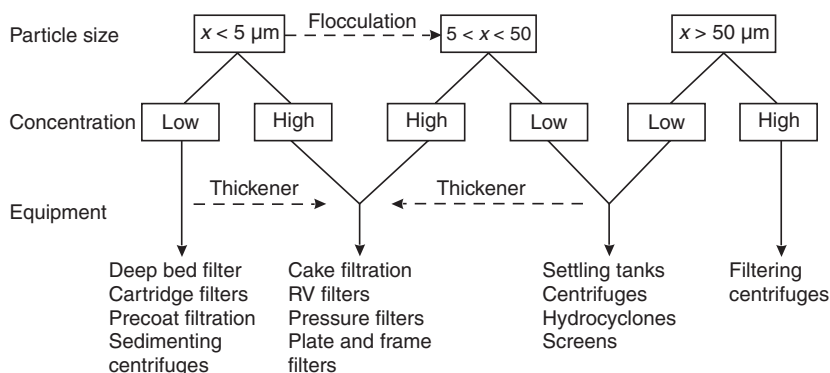 Flocculation
Particle size
x < 5 μm
5 < x < 50
x > 50 μm
Concentration
Low
High
High
Low
Low
High
Thickener
Thickener
Equipment
Deep bed filter
Cartridge filters
Precoat filtration
Sedimenting
centrifuges
Cake filtration
RV filters
Pressure filters
Plate and frame
filters
Settling tanks
Centrifuges
Hydrocyclones
Screens
Filtering
centrifuges